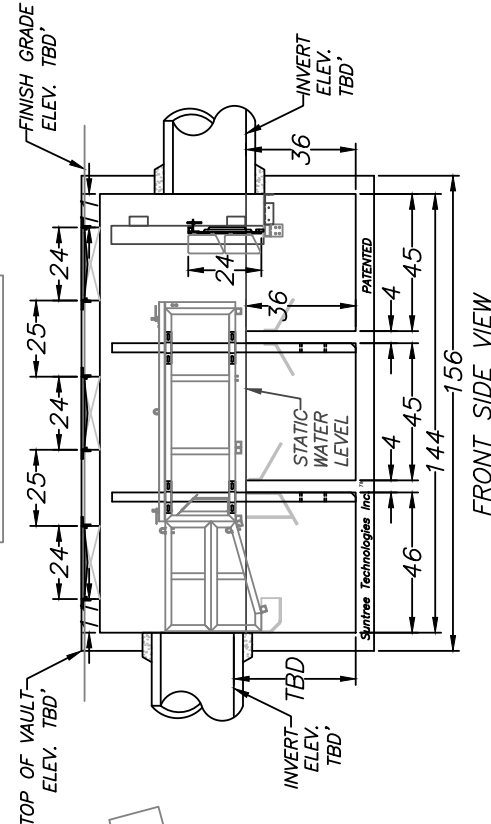 FINISH GRADE
ELEV. TBD'
TOP OF VAULT
ELEV. TBD'
24
25
24
25
24
INVERT
ELEV.
TBD'
36
24
36
STATIC
WATER
LEVEL
PATENTED
Suntree Technologies Inc.™
TBD
INVERT
ELEV.
TBD'
46
4
45
4
45
144
156
FRONT SIDE VIEW